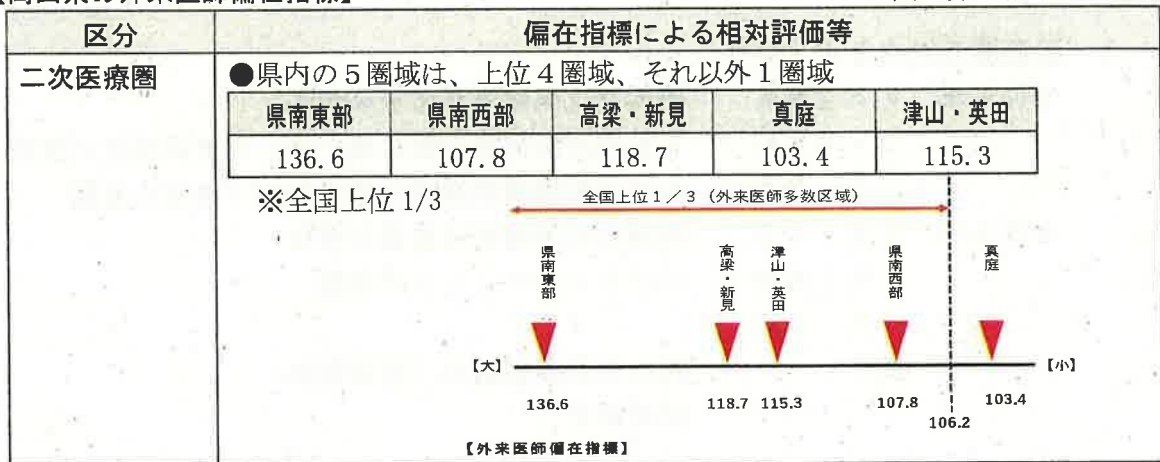 区分 偏在指標による相対評価等
二次医療圏 ●県内の5圏域は、上位4圏域、それ以外1圏域
県南東部 県南西部 高梁・新見 真庭 津山・英田
136.6 107.8 118.7 103.4 115.3
※全国上位1/3
全国上位1/3(外来医師多数区域)
県南東部
高梁・新見
津山・英田
県南西部
真庭
【大】 【小】
136.6 118.7 115.3 107.8 103.4
106.2
【外来医師偏在指標】